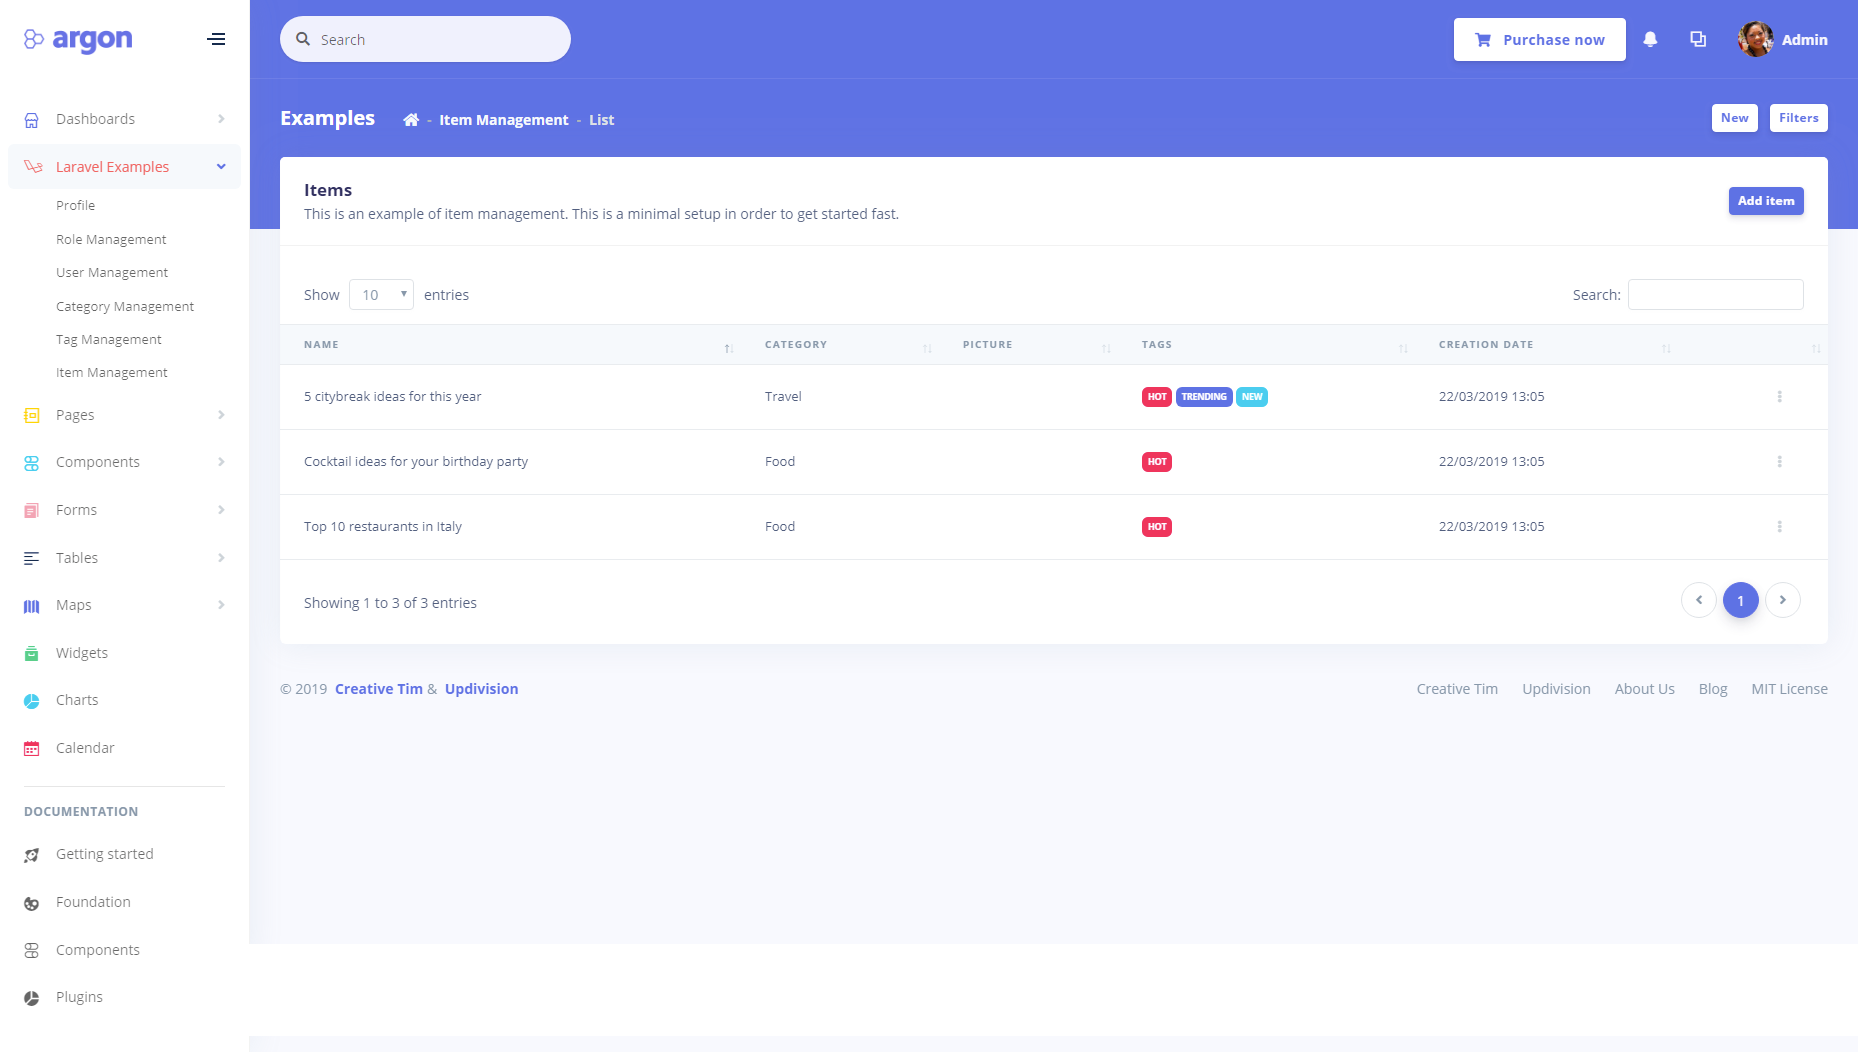 argon
Search
Purchase now
Admin
Dashboards
Laravel Examples
Profile
Role Management
User Management
Category Management
Tag Management
Item Management
Pages
Components
Forms
Tables
Maps
Widgets
Charts
Calendar
DOCUMENTATION
Getting started
Foundation
Components
Plugins
Examples - Item Management - List
New Filters
Items
This is an example of item management. This is a minimal setup in order to get started fast.
Add item
Show 10 entries
Search:
NAME CATEGORY PICTURE TAGS CREATION DATE
5 citybreak ideas for this year Travel HOT TRENDING NEW 22/03/2019 13:05
Cocktail ideas for your birthday party Food HOT 22/03/2019 13:05
Top 10 restaurants in Italy Food HOT 22/03/2019 13:05
Showing 1 to 3 of 3 entries
1
© 2019 Creative Tim & Updivision
Creative Tim Updivision About Us Blog MIT License